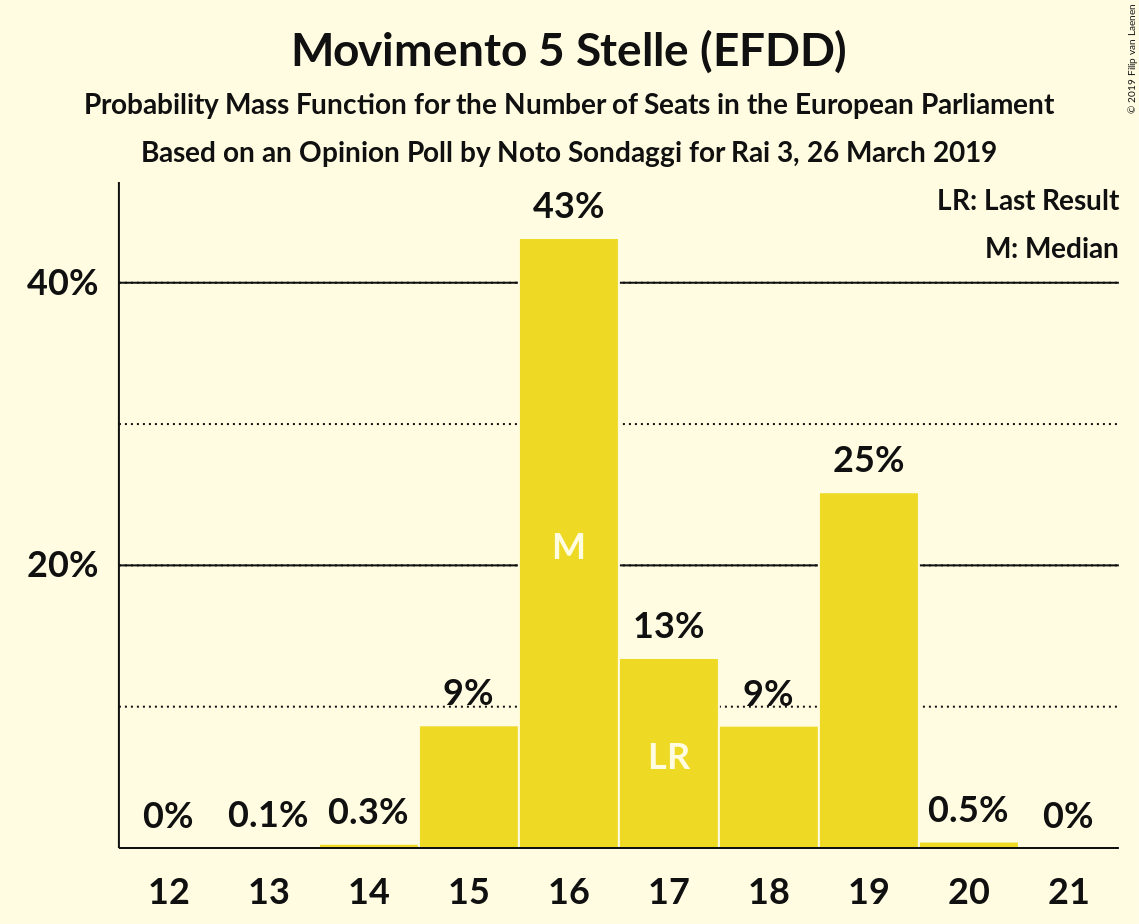 Movimento 5 Stelle (EFDD)
Probability Mass Function for the Number of Seats in the European Parliament
Based on an Opinion Poll by Noto Sondaggi for Rai 3, 26 March 2019
© 2019 Filip van Laenen
LR: Last Result
M: Median
43%
40%
25%
M
20%
13%
9%
9%
LR
0%
0.1%
0.3%
0.5%
0%
12 13 14 15 16 17 18 19 20 21